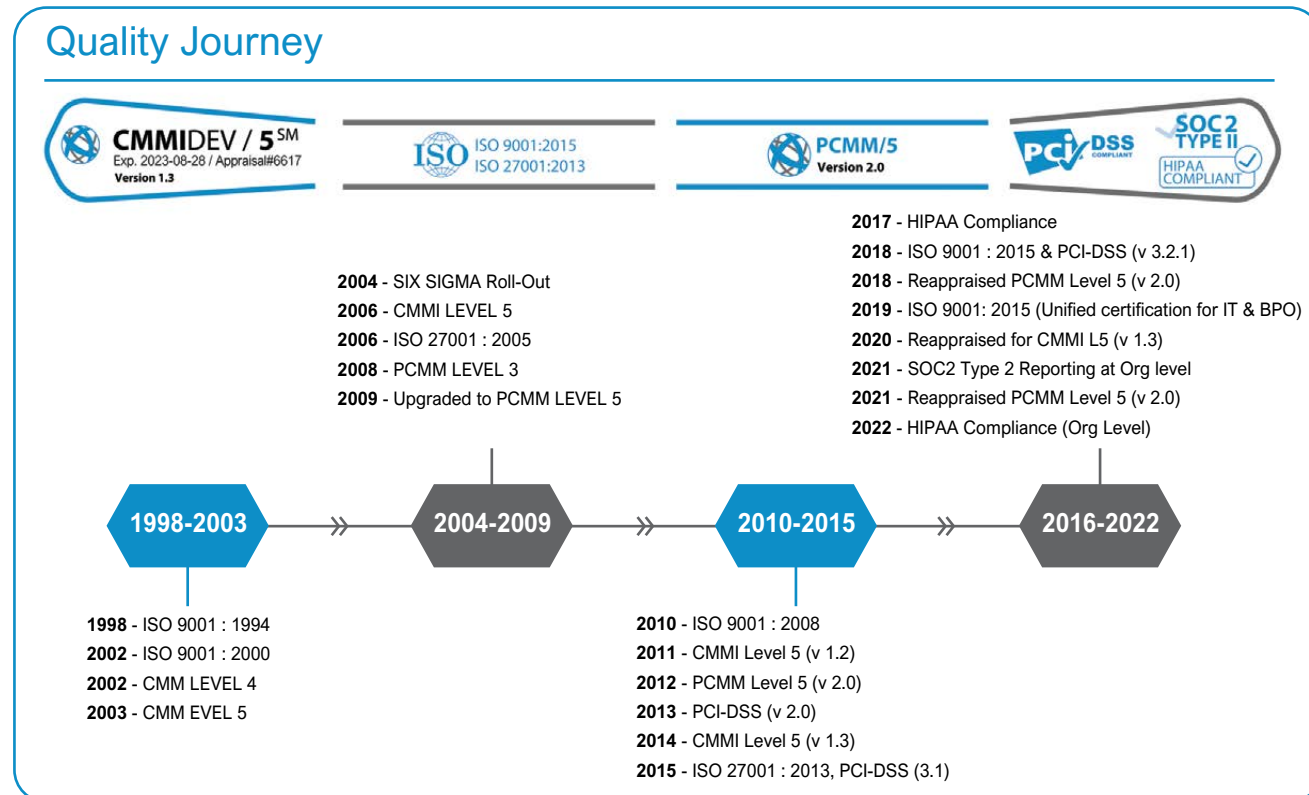 Quality Journey
CMMIDEV / 5 SM
Exp. 2023-08-28 / Appraisal#6617
Version 1.3
ISO
ISO 9001:2015
ISO 27001:2013
PCMM/5
Version 2.0
PCI DSS
COMPLIANT
SOC2
TYPE II
HIPAA
COMPLIANT
2004 - SIX SIGMA Roll-Out
2006 - CMMI LEVEL 5
2006 - ISO 27001 : 2005
2008 - PCMM LEVEL 3
2009 - Upgraded to PCMM LEVEL 5
2017 - HIPAA Compliance
2018 - ISO 9001 : 2015 & PCI-DSS (v 3.2.1)
2018 - Reappraised PCMM Level 5 (v 2.0)
2019 - ISO 9001: 2015 (Unified certification for IT & BPO)
2020 - Reappraised for CMMI L5 (v 1.3)
2021 - SOC2 Type 2 Reporting at Org level
2021 - Reappraised PCMM Level 5 (v 2.0)
2022 - HIPAA Compliance (Org Level)
1998-2003
2004-2009
2010-2015
2016-2022
1998 - ISO 9001 : 1994
2002 - ISO 9001 : 2000
2002 - CMM LEVEL 4
2003 - CMM EVEL 5
2010 - ISO 9001 : 2008
2011 - CMMI Level 5 (v 1.2)
2012 - PCMM Level 5 (v 2.0)
2013 - PCI-DSS (v 2.0)
2014 - CMMI Level 5 (v 1.3)
2015 - ISO 27001 : 2013, PCI-DSS (3.1)